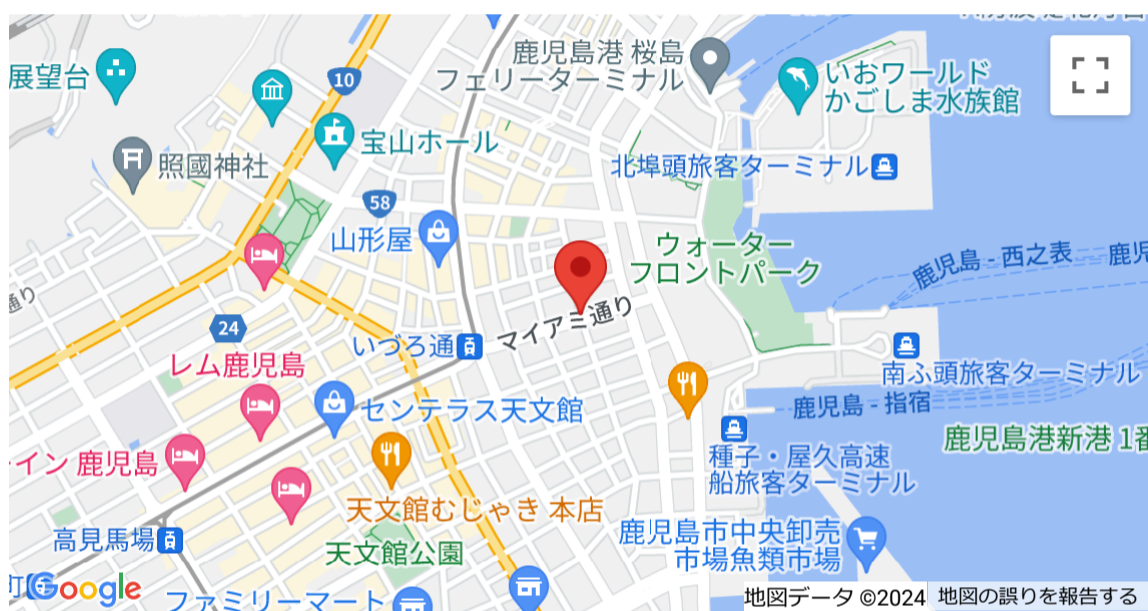 鹿児島港 桜島
フェリーターミナル
いおワールド
かごしま水族館
展望台
10
宝山ホール
照國神社
北埠頭旅客ターミナル
58
山形屋
ウォーター
フロントパーク
鹿児島 - 西之表
鹿児
通り
マイアミ通り
24
いづろ通
レム鹿児島
南ふ頭旅客ターミナル
センテラス天文館
鹿児島 - 指宿
鹿児島港新港 1番
イン 鹿児島
種子・屋久高速
船旅客ターミナル
天文館むじゃき 本店
高見馬場
天文館公園
鹿児島市中央卸売
市場魚類市場
町
Google
ファミリーマート
地図データ ©2024
地図の誤りを報告する